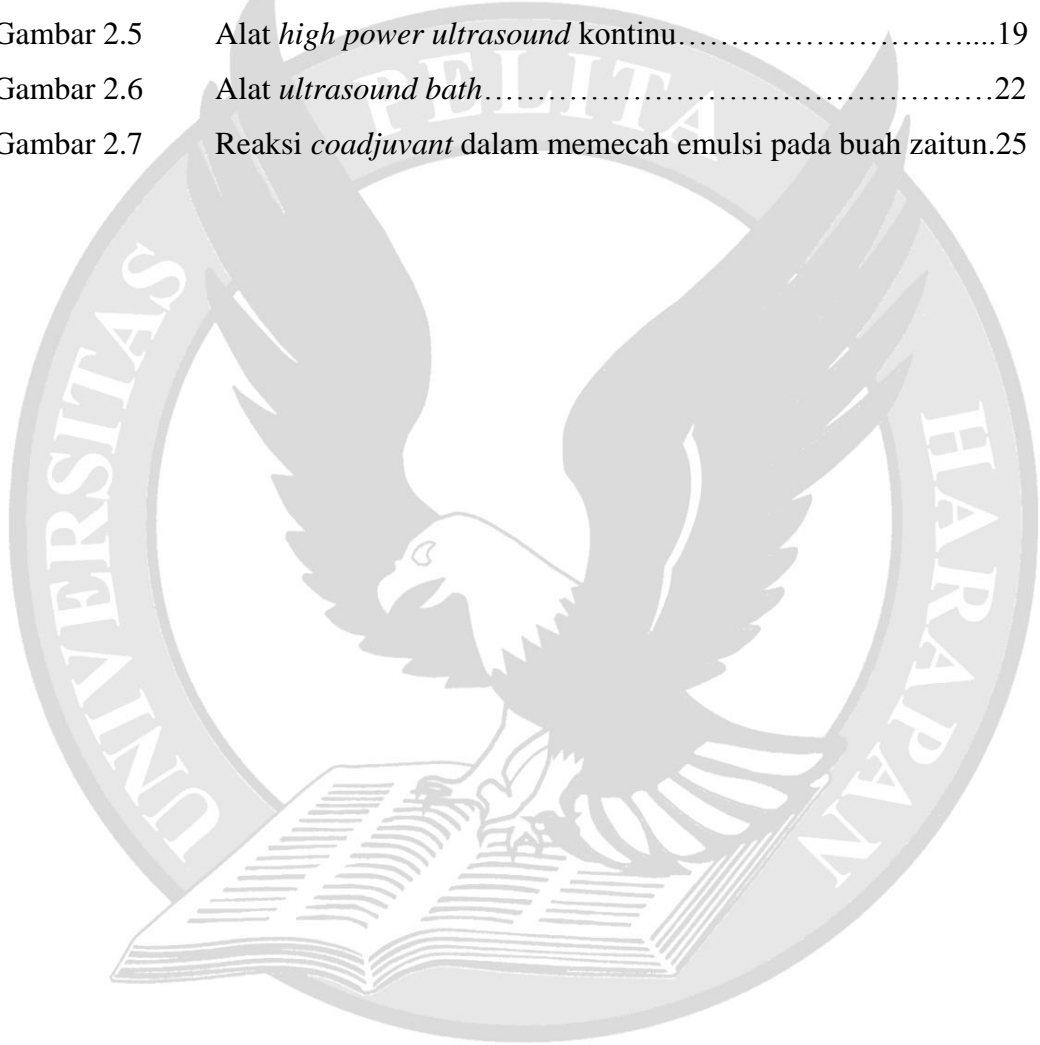 Gambar 2.5 Alat high power ultrasound kontinu………………………....19
Gambar 2.6 Alat ultrasound bath……………………………………………22
Gambar 2.7 Reaksi coadjuvant dalam memecah emulsi pada buah zaitun.25
UNIVERSITAS PELITA HARAPAN